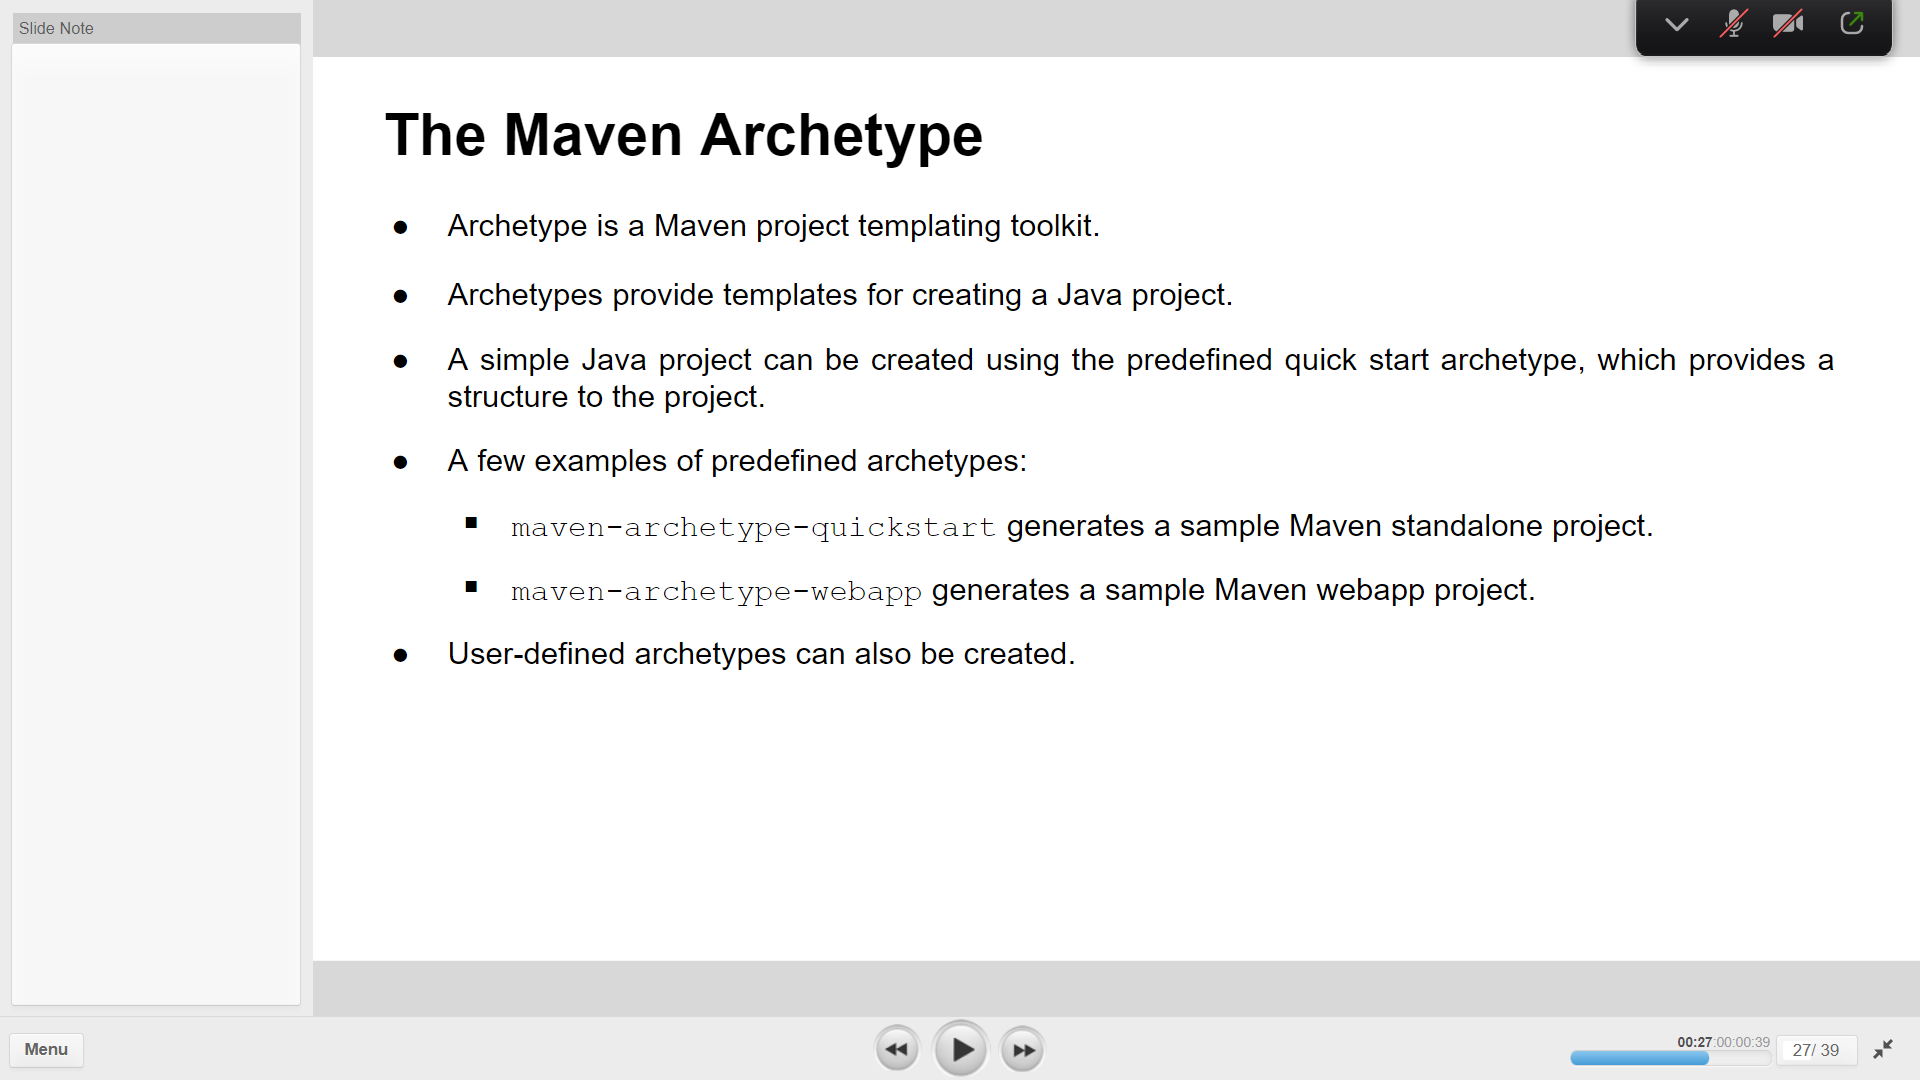 Slide Note
The Maven Archetype
● Archetype is a Maven project templating toolkit.
● Archetypes provide templates for creating a Java project.
● A simple Java project can be created using the predefined quick start archetype, which provides a
structure to the project.
● A few examples of predefined archetypes:
■ maven-archetype-quickstart generates a sample Maven standalone project.
■ maven-archetype-webapp generates a sample Maven webapp project.
● User-defined archetypes can also be created.
Menu
00:27:00:00:39
27/ 39